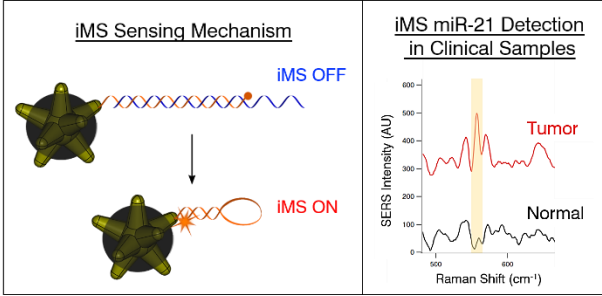 iMS Sensing Mechanism
iMS OFF
iMS ON
iMS miR-21 Detection
in Clinical Samples
600
500
400
300
200
100
0
SERS Intensity (AU)
Tumor
Normal
500
600
Raman Shift (cm⁻¹)